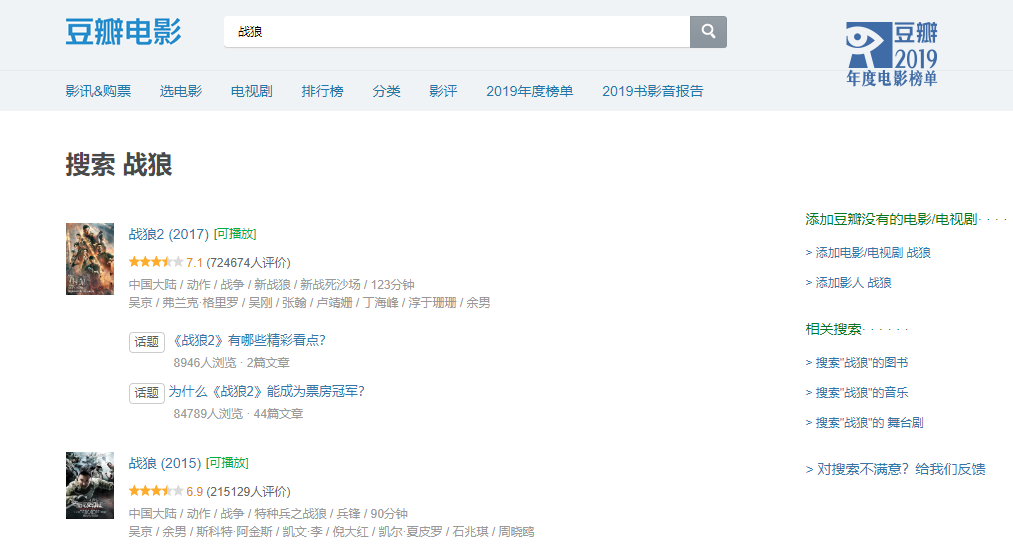 豆瓣电影
战狼
豆瓣
2019
年度电影榜单
影讯&购票 选电影 电视剧 排行榜 分类 影评 2019年度榜单 2019书影音报告
搜索 战狼
战狼2 (2017) [可播放]
7.1 (724674人评价)
中国大陆 / 动作 / 战争 / 新战狼 / 新战死沙场 / 123分钟
吴京 / 弗兰克·格里罗 / 吴刚 / 张翰 / 卢靖姗 / 丁海峰 / 淳于珊珊 / 余男
话题 《战狼2》有哪些精彩看点?
8946人浏览 · 2篇文章
话题 为什么《战狼2》能成为票房冠军?
84789人浏览 · 44篇文章
战狼 (2015) [可播放]
6.9 (215129人评价)
中国大陆 / 动作 / 战争 / 特种兵之战狼 / 兵锋 / 90分钟
吴京 / 余男 / 斯科特·阿金斯 / 凯文·李 / 倪大红 / 凯尔·夏皮罗 / 石兆琪 / 周晓鸥
添加豆瓣没有的电影/电视剧 · · · ·
> 添加电影/电视剧 战狼
> 添加影人 战狼
相关搜索 · · · · · ·
> 搜索"战狼"的图书
> 搜索"战狼"的音乐
> 搜索"战狼"的 舞台剧
> 对搜索不满意？给我们反馈